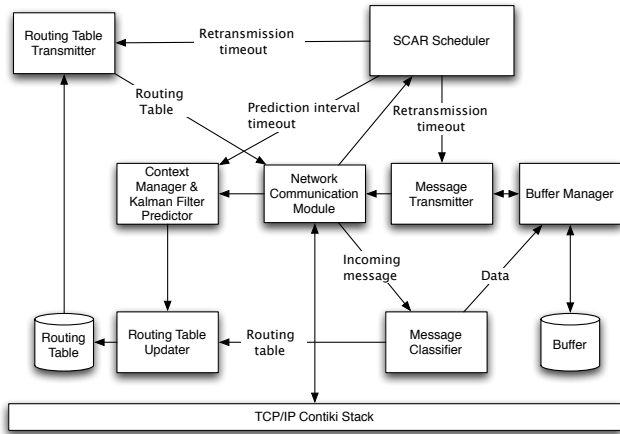 Routing Table
Transmitter
Retransmission
timeout
SCAR Scheduler
Routing
Table
Prediction interval
timeout
Retransmission
timeout
Context
Manager &
Kalman Filter
Predictor
Network
Communication
Module
Message
Transmitter
Buffer Manager
Incoming
message
Data
Routing
Table
Routing Table
Updater
Routing
table
Message
Classifier
Buffer
TCP/IP Contiki Stack